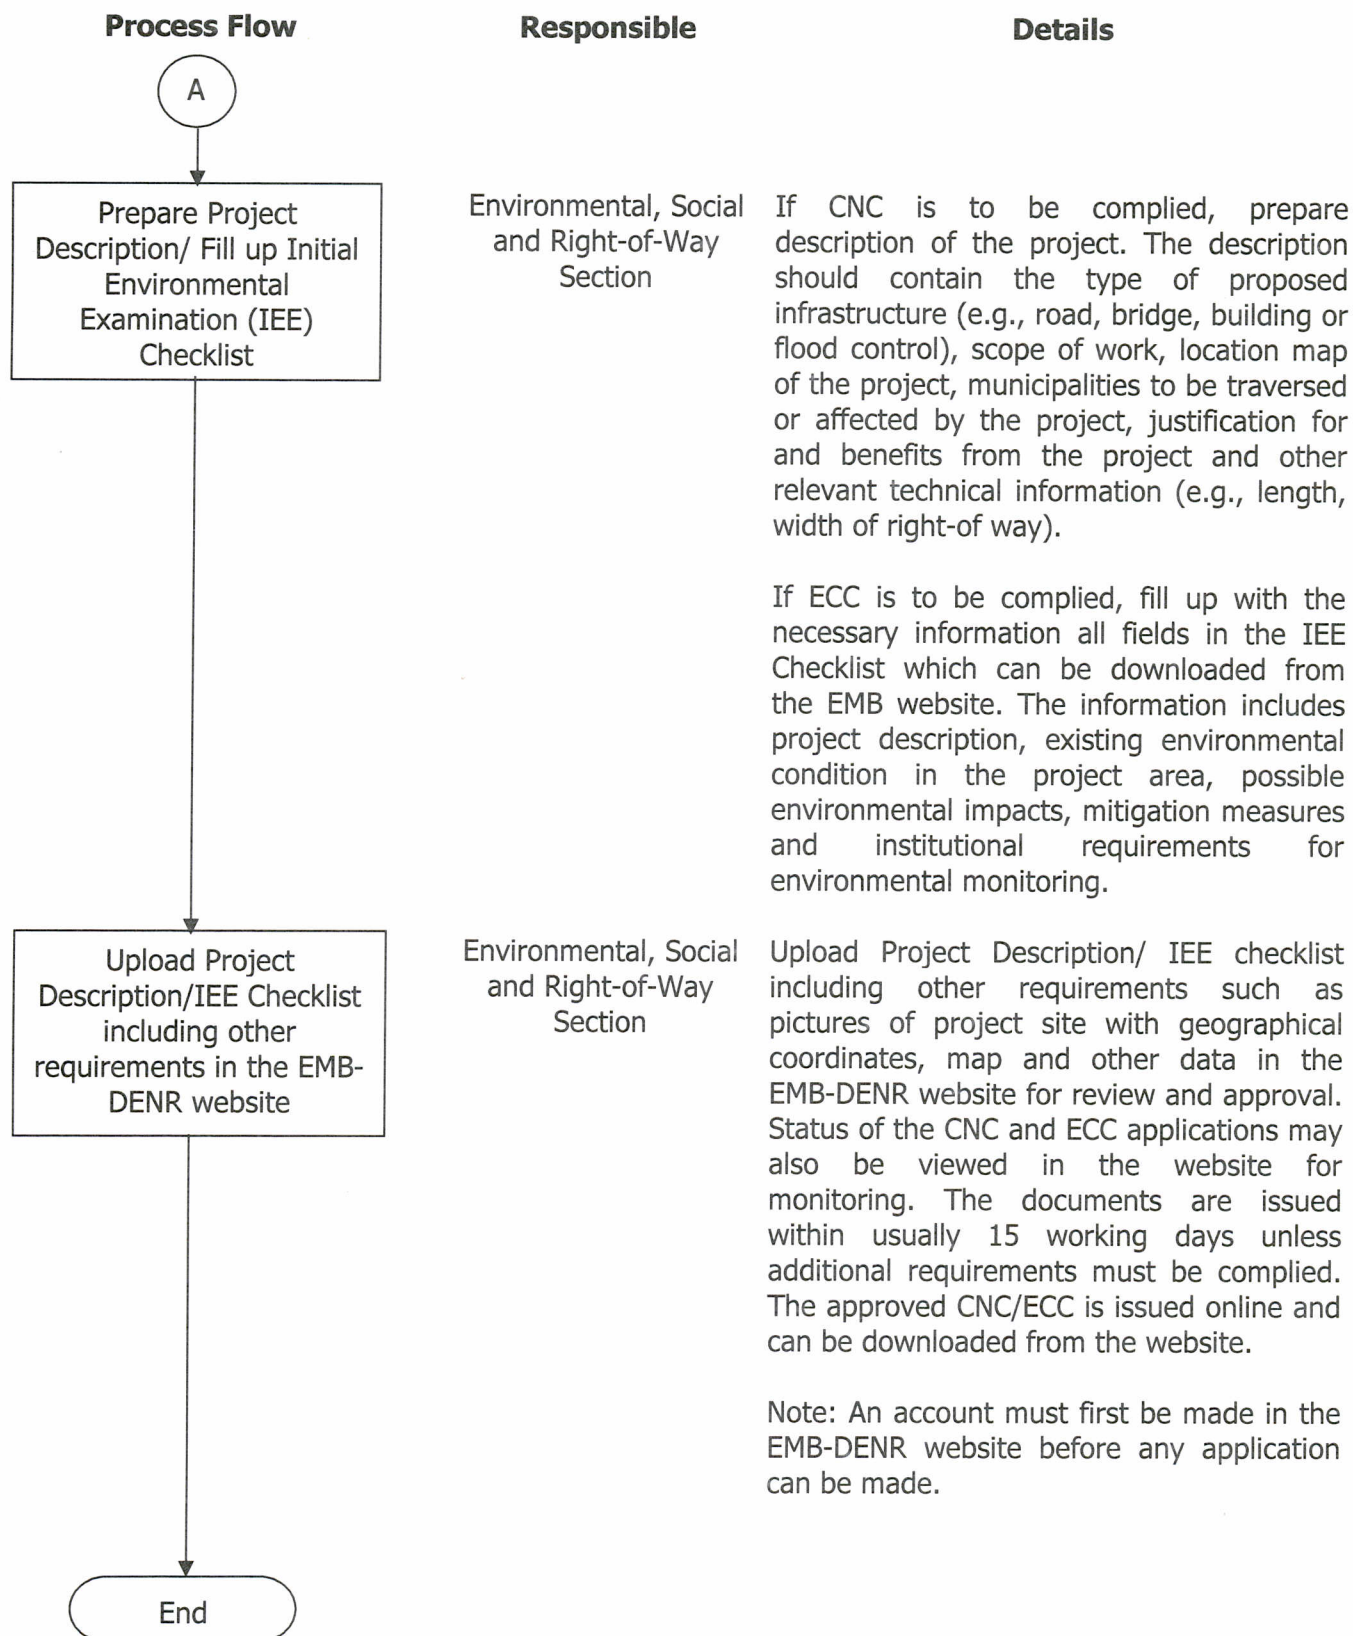 Process Flow Responsible Details
A
Prepare Project
Description/ Fill up Initial
Environmental
Examination (IEE)
Checklist
Environmental, Social
and Right-of-Way
Section
If CNC is to be complied, prepare
description of the project. The description
should contain the type of proposed
infrastructure (e.g., road, bridge, building or
flood control), scope of work, location map
of the project, municipalities to be traversed
or affected by the project, justification for
and benefits from the project and other
relevant technical information (e.g., length,
width of right-of way).
If ECC is to be complied, fill up with the
necessary information all fields in the IEE
Checklist which can be downloaded from
the EMB website. The information includes
project description, existing environmental
condition in the project area, possible
environmental impacts, mitigation measures
and institutional requirements for
environmental monitoring.
Upload Project
Description/IEE Checklist
including other
requirements in the EMB-
DENR website
Environmental, Social
and Right-of-Way
Section
Upload Project Description/ IEE checklist
including other requirements such as
pictures of project site with geographical
coordinates, map and other data in the
EMB-DENR website for review and approval.
Status of the CNC and ECC applications may
also be viewed in the website for
monitoring. The documents are issued
within usually 15 working days unless
additional requirements must be complied.
The approved CNC/ECC is issued online and
can be downloaded from the website.
Note: An account must first be made in the
EMB-DENR website before any application
can be made.
End